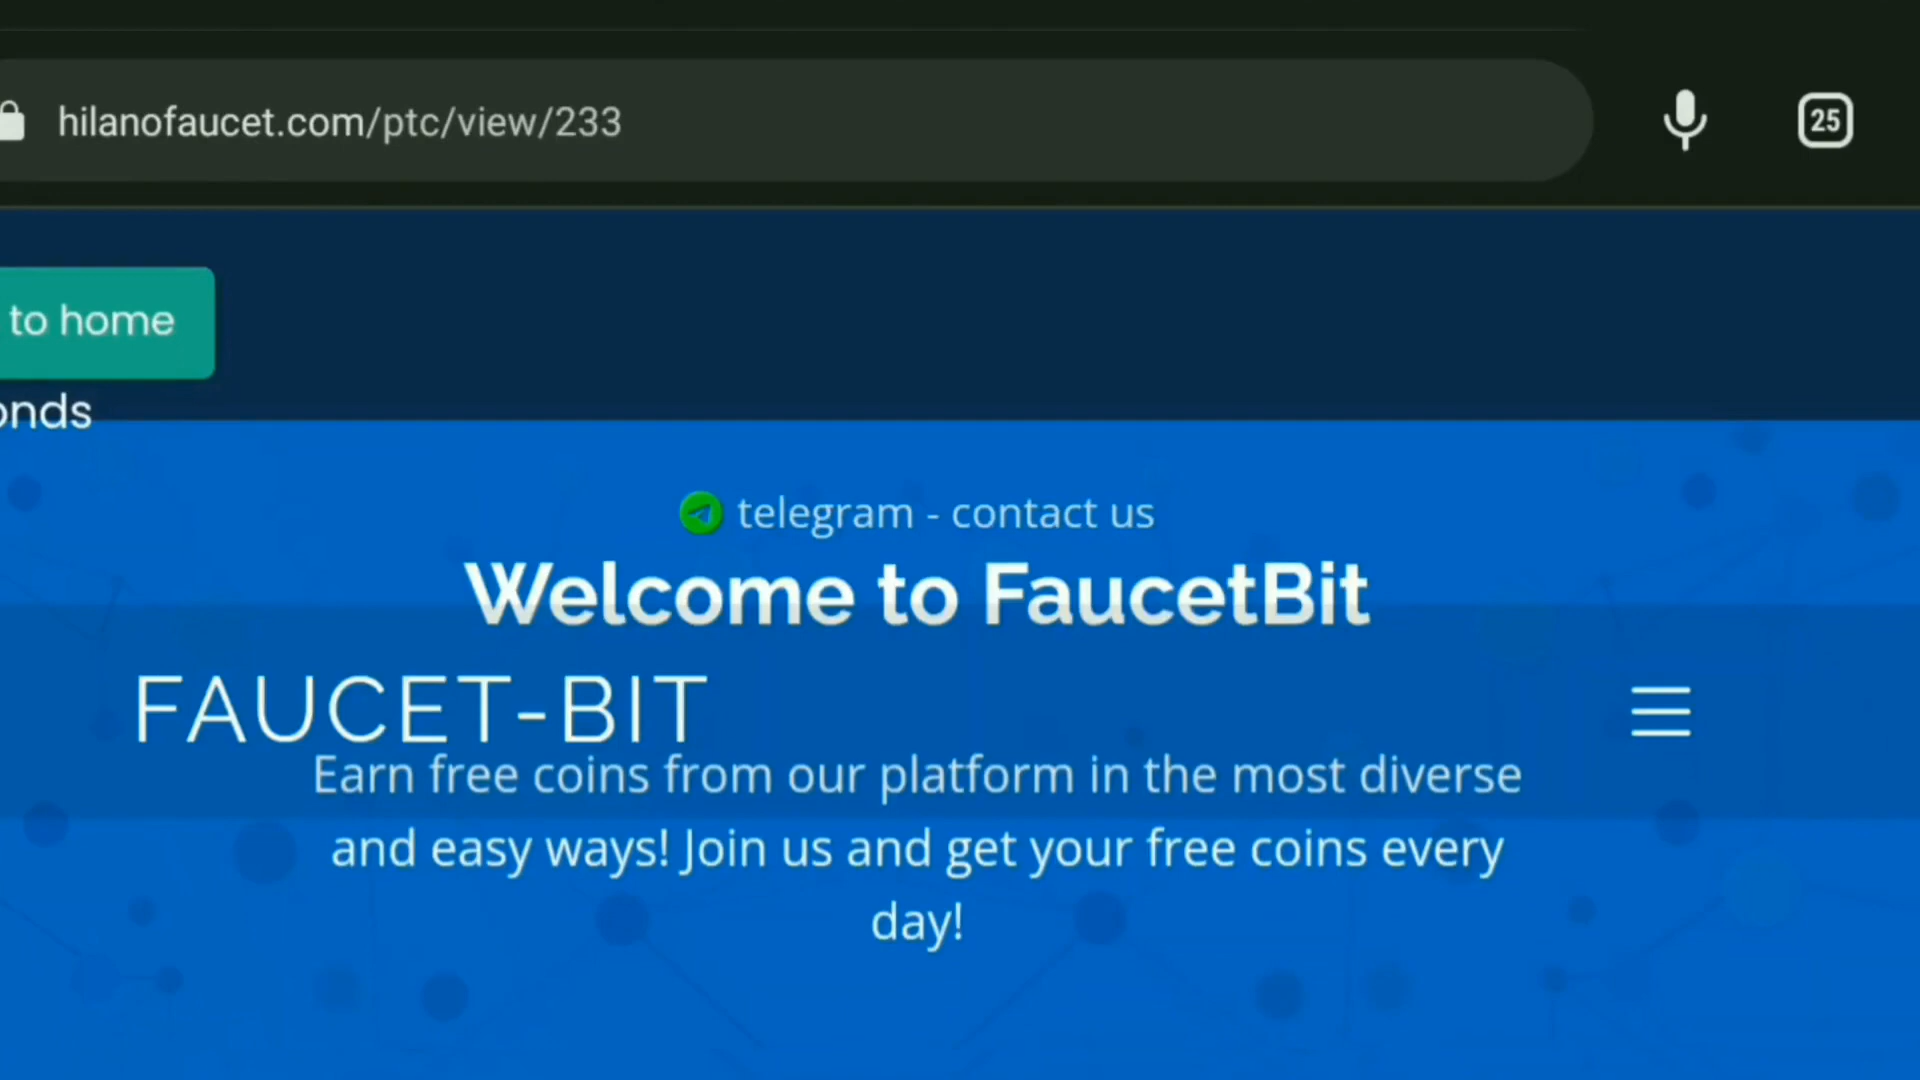 hilanofaucet.com/ptc/view/233
25
to home
onds
telegram - contact us
Welcome to FaucetBit
FAUCET-BIT
Earn free coins from our platform in the most diverse
and easy ways! Join us and get your free coins every
day!